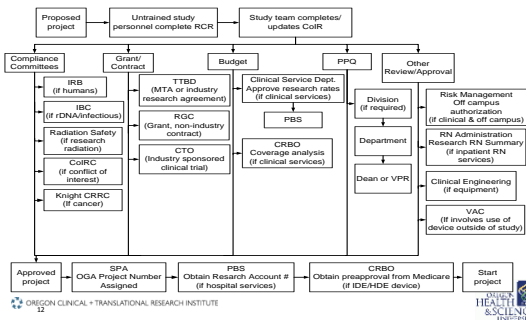 Proposed
project
Untrained study
personnel complete RCR
Study team completes/
updates CoIR
Compliance
Committees
IRB
(if humans)
IBC
(if rDNA/infectious)
Radiation Safety
(if research
radiation)
CoIRC
(if conflict of
interest)
Knight CRRC
(If cancer)
Grant/
Contract
TTBD
(MTA or industry
research agreement)
RGC
(Grant, non-industry
contract)
CTO
(Industry sponsored
clinical trial)
Budget
Clinical Service Dept.
Approve research rates
(if clinical services)
PBS
CRBO
Coverage analysis
(if clinical services)
PPQ
Division
(if required)
Department
Dean or VPR
Other
Review/Approval
Risk Management
Off campus
authorization
(if clinical & off campus)
RN Administration
Research RN Summary
(if inpatient RN
services)
Clinical Engineering
(if equipment)
VAC
(If involves use of
device outside of study)
Approved
project
SPA
OGA Project Number
Assigned
PBS
Obtain Resarch Account #
(if hospital services)
CRBO
Obtain preapproval from Medicare
(if IDE/HDE device)
Start
project
OREGON CLINICAL + TRANSLATIONAL RESEARCH INSTITUTE
12
OREGON
HEALTH
&SCIENC